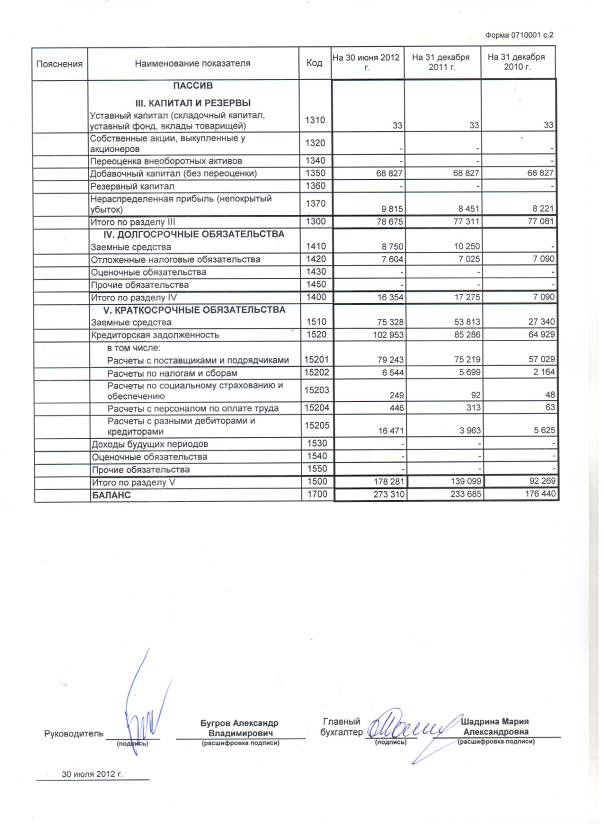 Форма 0710001 с.2
Пояснения Наименование показателя Код На 30 июня 2012 г. На 31 декабря 2011 г. На 31 декабря 2010 г.
ПАССИВ
III. КАПИТАЛ И РЕЗЕРВЫ
Уставный капитал (складочный капитал,
уставный фонд, вклады товарищей) 1310 33 33 33
Собственные акции, выкупленные у
акционеров 1320 - - -
Переоценка внеоборотных активов 1340 - - -
Добавочный капитал (без переоценки) 1350 68 827 68 827 68 827
Резервный капитал 1360 - - -
Нераспределенная прибыль (непокрытый
убыток) 1370 9 815 8 451 8 221
Итого по разделу III 1300 78 675 77 311 77 081
IV. ДОЛГОСРОЧНЫЕ ОБЯЗАТЕЛЬСТВА
Заемные средства 1410 8 750 10 250 -
Отложенные налоговые обязательства 1420 7 604 7 025 7 090
Оценочные обязательства 1430 - - -
Прочие обязательства 1450 - - -
Итого по разделу IV 1400 16 354 17 275 7 090
V. КРАТКОСРОЧНЫЕ ОБЯЗАТЕЛЬСТВА
Заемные средства 1510 75 328 53 813 27 340
Кредиторская задолженность 1520 102 953 85 286 64 929
в том числе:
Расчеты с поставщиками и подрядчиками 15201 79 243 75 219 57 029
Расчеты по налогам и сборам 15202 6 544 5 699 2 164
Расчеты по социальному страхованию и
обеспечению 15203 249 92 48
Расчеты с персоналом по оплате труда 15204 446 313 63
Расчеты с разными дебиторами и
кредиторами 15205 16 471 3 963 5 625
Доходы будущих периодов 1530 - - -
Оценочные обязательства 1540 - - -
Прочие обязательства 1550 - - -
Итого по разделу V 1500 178 281 139 099 92 269
БАЛАНС 1700 273 310 233 685 176 440
Бугров Александр Главный Шадрина Мария
Руководитель Владимирович бухгалтер Александровна
(подпись) (расшифровка подписи) (подпись) (расшифровка подписи)
30 июля 2012 г.